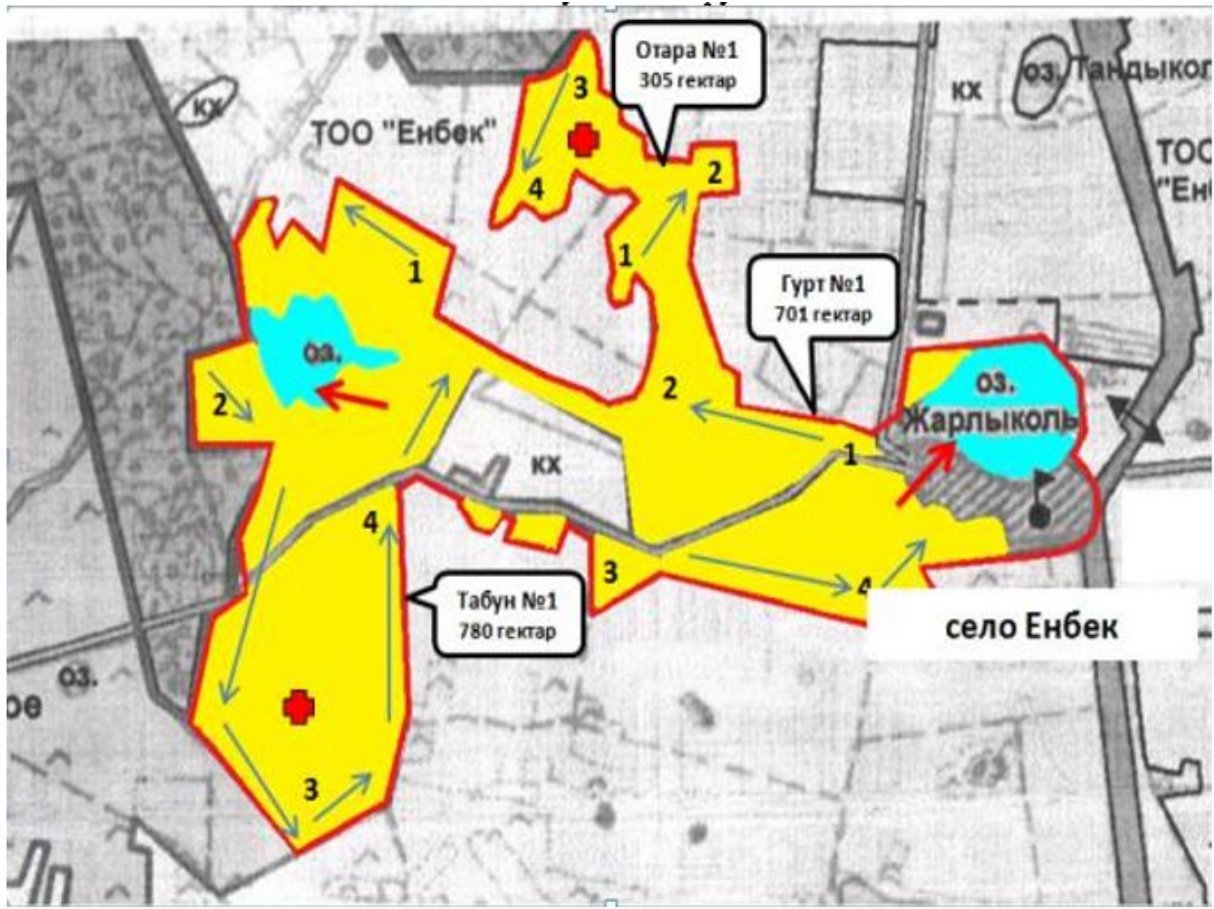 Отара №1
305 гектар
кх
оз. Тандыкол
кх
ТОО "Енбек"
ТОО
"Ен
3
4
2
1
1
Гурт №1
701 гектар
оз.
оз.
Жарлыколь
2
2
1
кх
4
3
4
Табун №1
780 гектар
село Енбек
оз.
ое
3